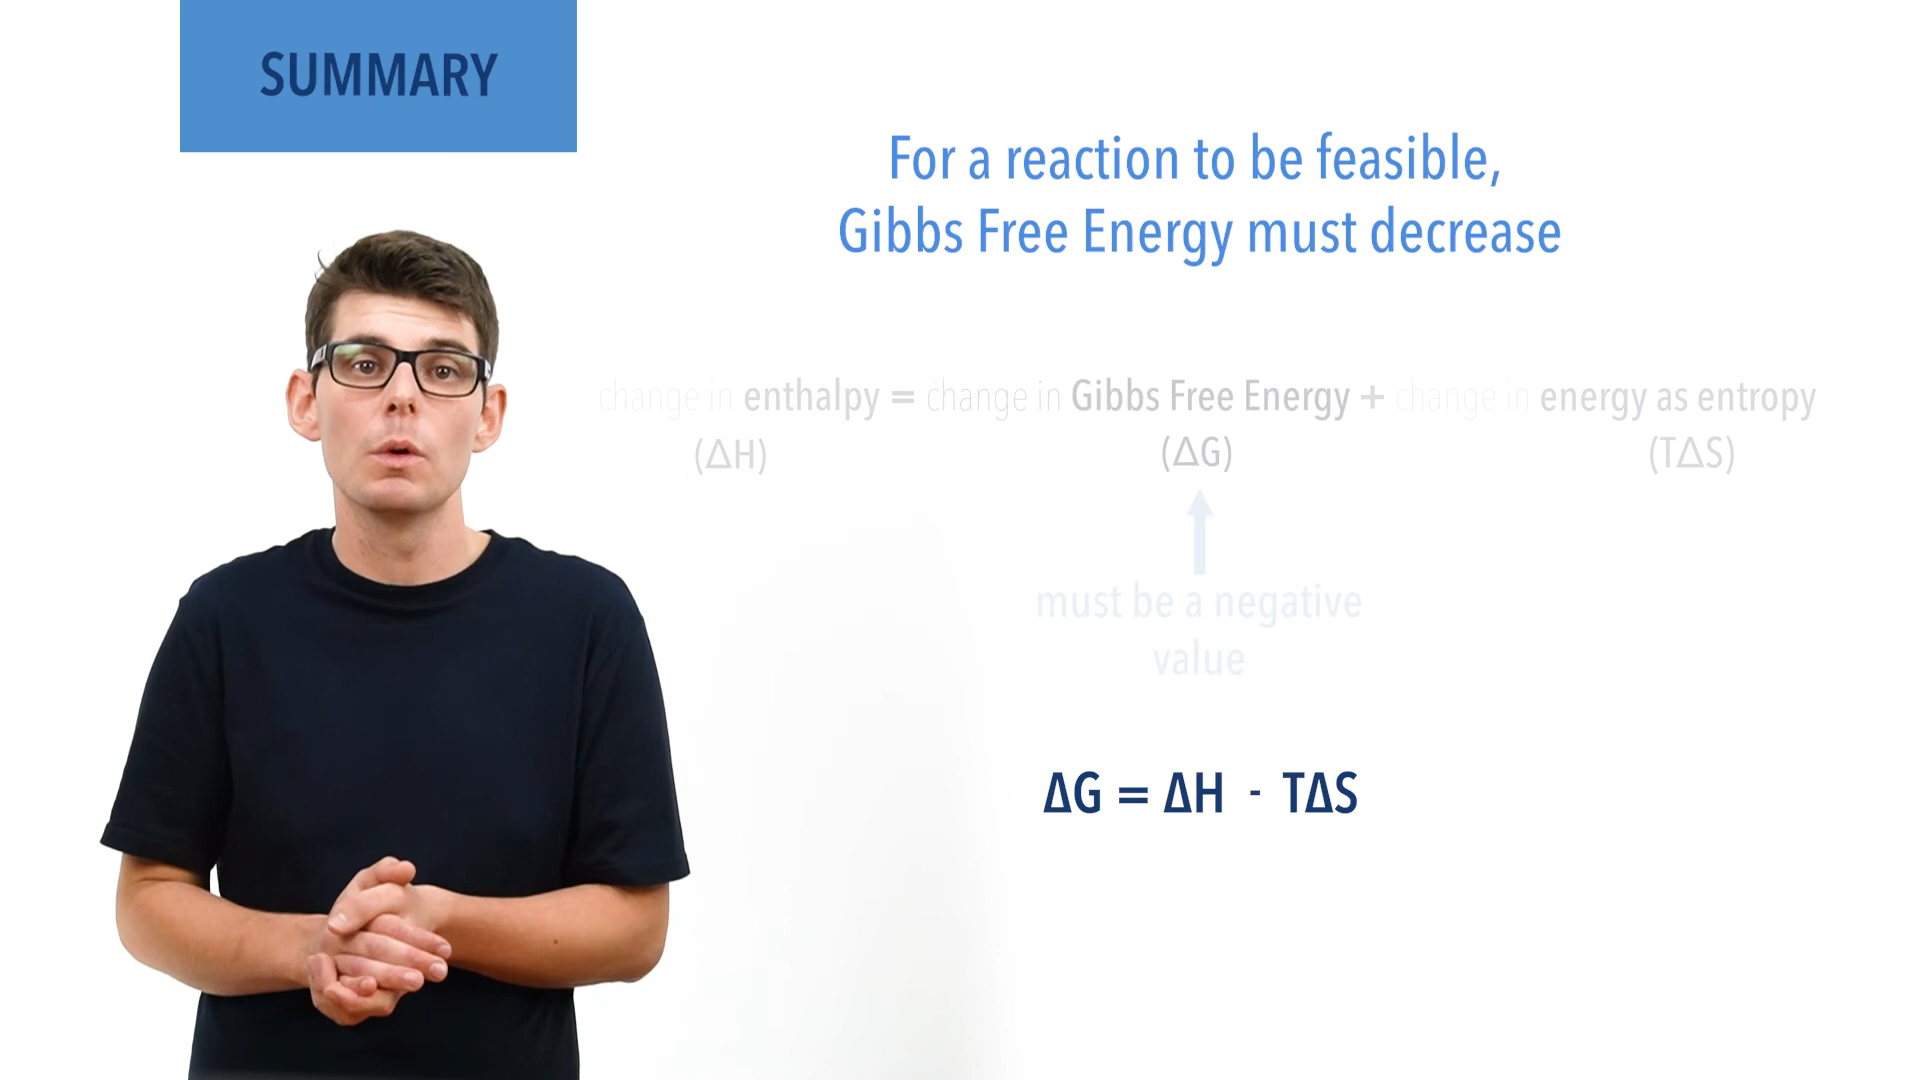 SUMMARY
For a reaction to be feasible,
Gibbs Free Energy must decrease
change in enthalpy = change in Gibbs Free Energy + change in energy as entropy
(ΔH) (ΔG) (TΔS)
must be a negative
value
ΔG = ΔH - TΔS